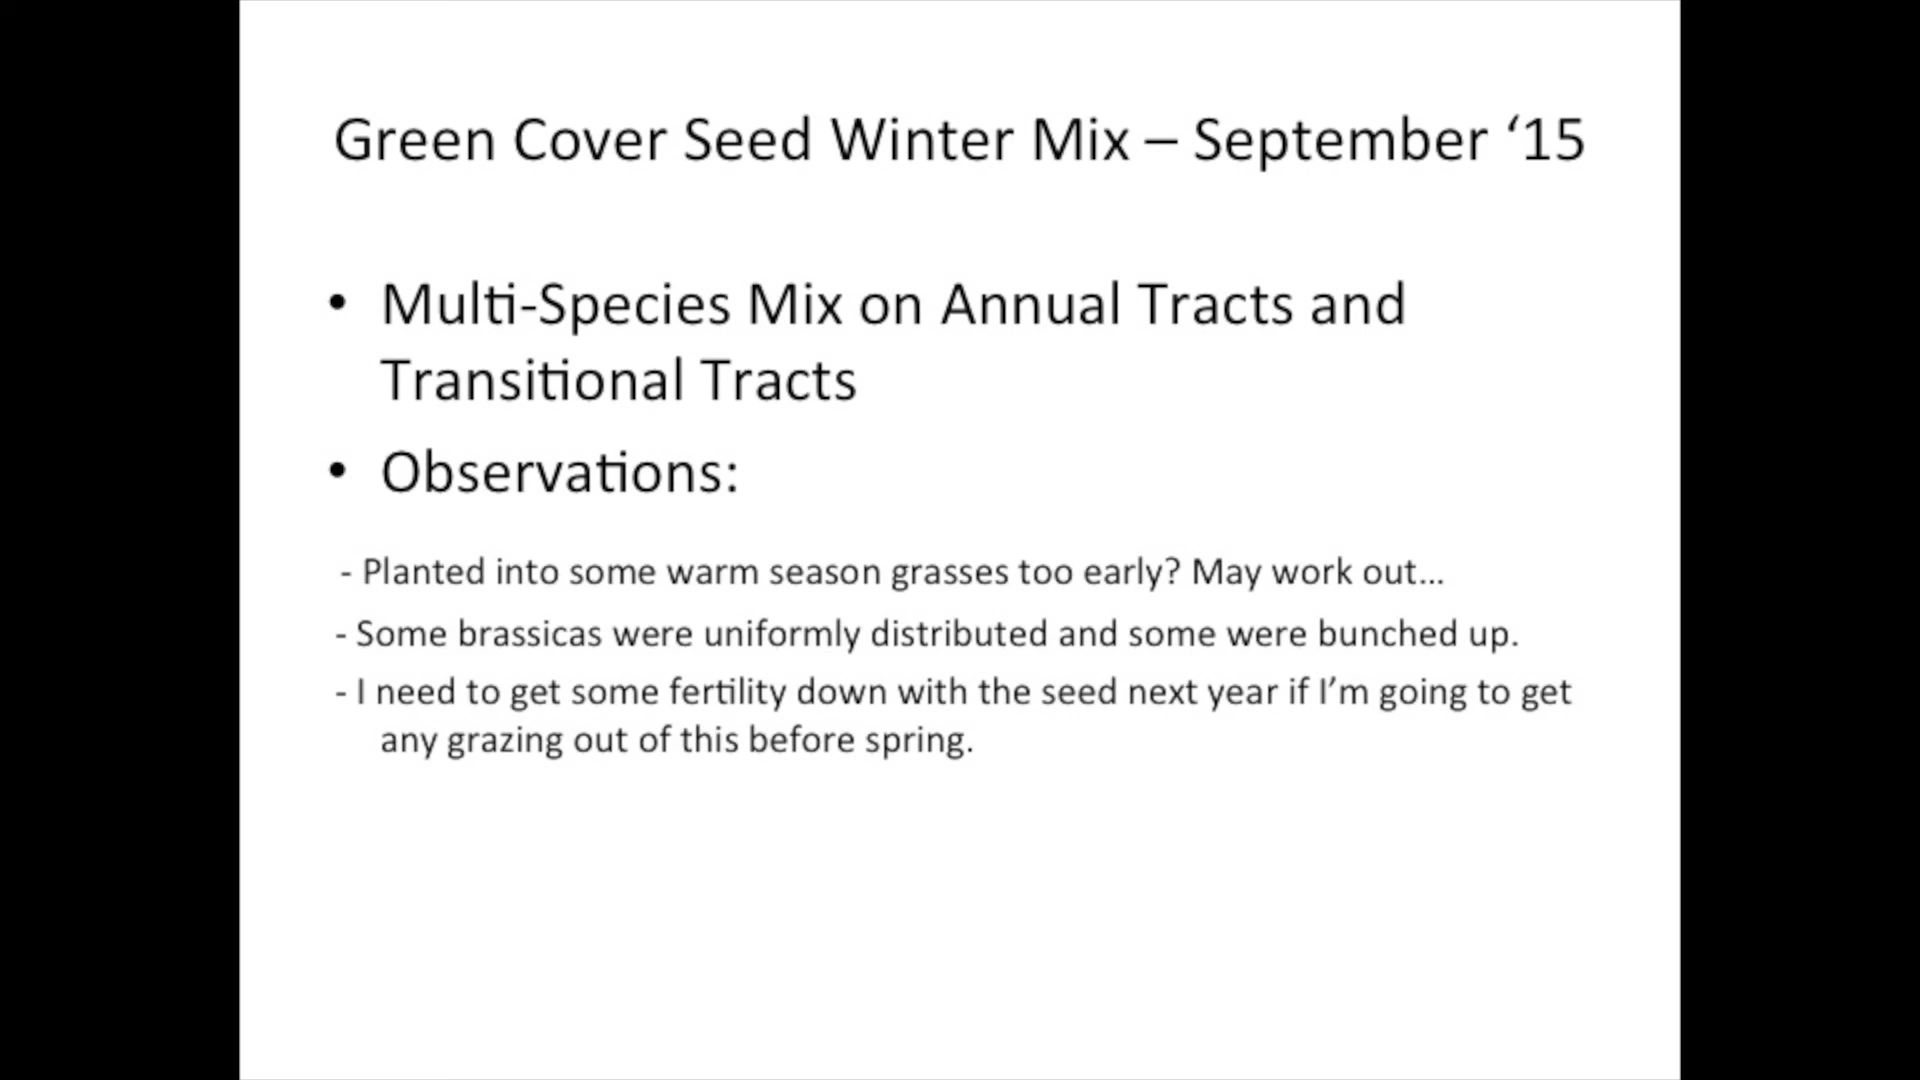 Green Cover Seed Winter Mix – September ‘15
• Multi-Species Mix on Annual Tracts and
Transitional Tracts
• Observations:
- Planted into some warm season grasses too early? May work out...
- Some brassicas were uniformly distributed and some were bunched up.
- I need to get some fertility down with the seed next year if I’m going to get
any grazing out of this before spring.